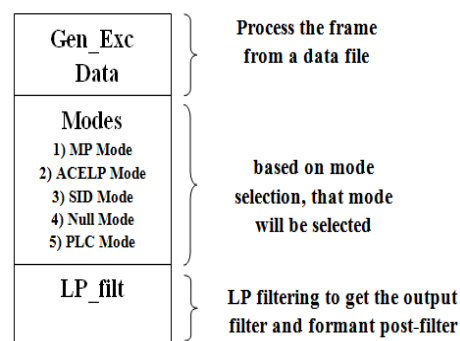 Gen_Exc
Data
Process the frame
from a data file
Modes
1) MP Mode
2) ACELP Mode
3) SID Mode
4) Null Mode
5) PLC Mode
based on mode
selection, that mode
will be selected
LP_filt
LP filtering to get the output
filter and formant post-filter